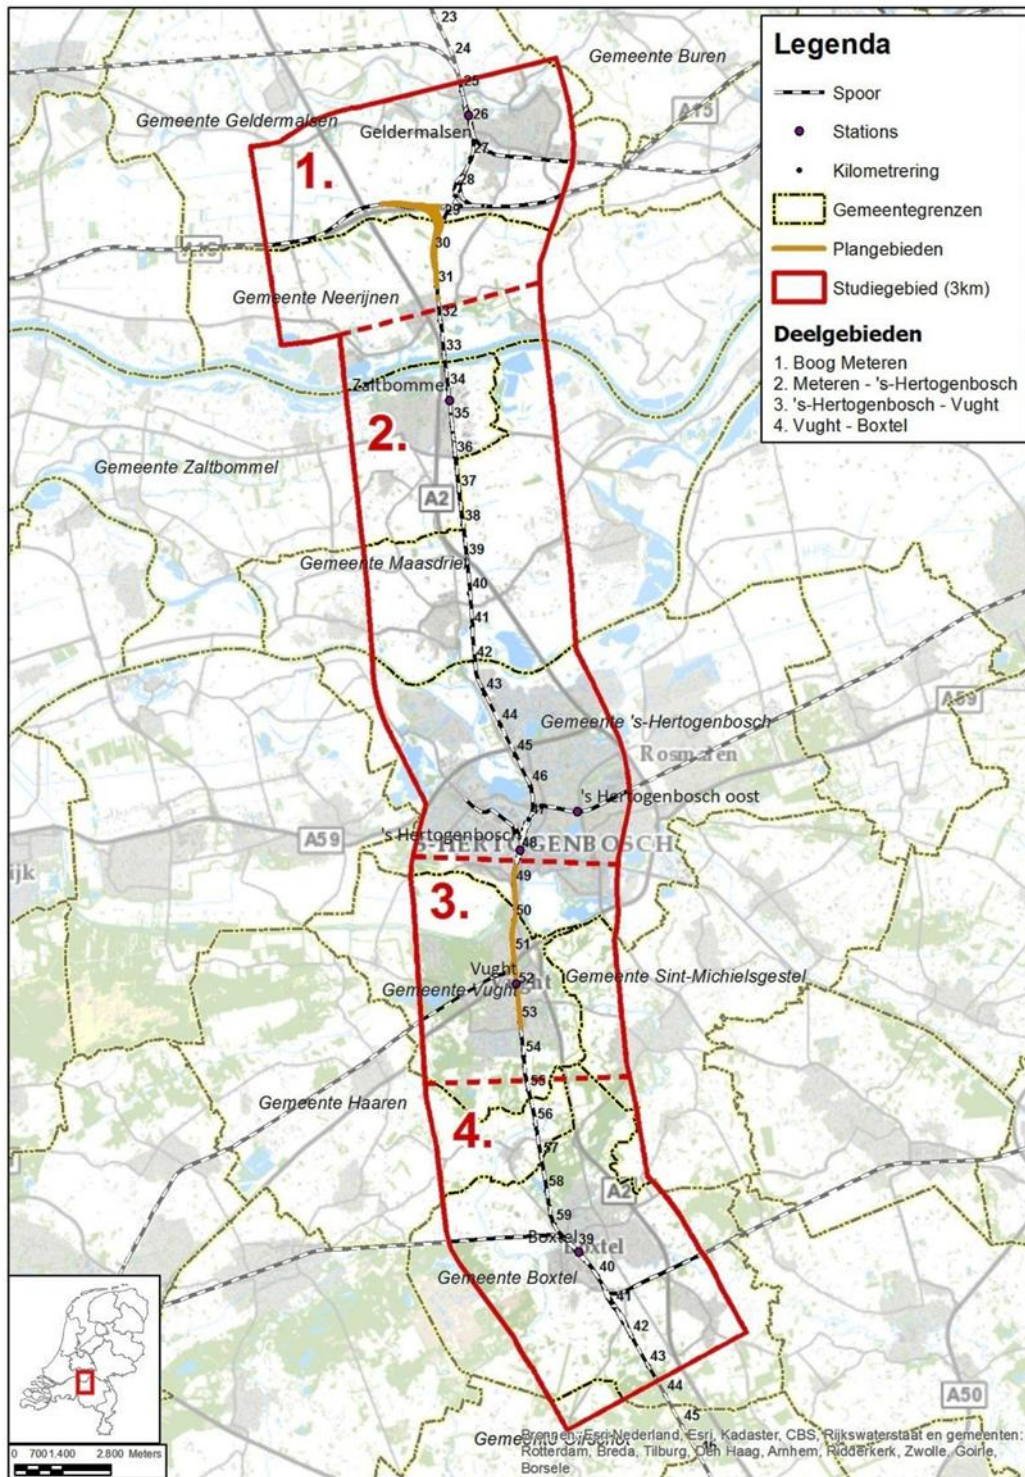 23
24
Gemeente Buren
25
A15
26
Gemeente Geldermalsen
Geldermalsen
27
1.
28
29
30
31
Gemeente Neerijnen
32
33
34
Zaltbommel
35
2.
36
Gemeente Zaltbommel
37
A2
38
39
Gemeente Maasdriel
40
41
42
43
44
Gemeente 's-Hertogenbosch
A59
45
Rosmalen
46
's Hertogenbosch oost
A59
's Hertogenbosch
48
S-HERTOGENBOSCH
ijk
49
3.
50
51
Vught
52
Gemeente Sint-Michielsgestel
Gemeente Vught
53
54
55
Gemeente Haaren
56
4.
57
58
A2
59
Boxtel
39
Boxtel
40
Gemeente Boxtel
41
42
43
44
A50
45
Legenda
Spoor
Stations
Kilometrering
Gemeentegrenzen
Plangebieden
Studiegebied (3km)
Deelgebieden
1. Boog Meteren
2. Meteren - 's-Hertogenbosch
3. 's-Hertogenbosch - Vught
4. Vught - Boxtel
0 700 1.400 2.800 Meters
Gemeente Oirschot
Bronnen: Esri Nederland, Esri, Kadaster, CBS, Rijkswaterstaat en gemeenten:
Rotterdam, Breda, Tilburg, Den Haag, Arnhem, Ridderkerk, Zwolle, Goirle,
Borsele